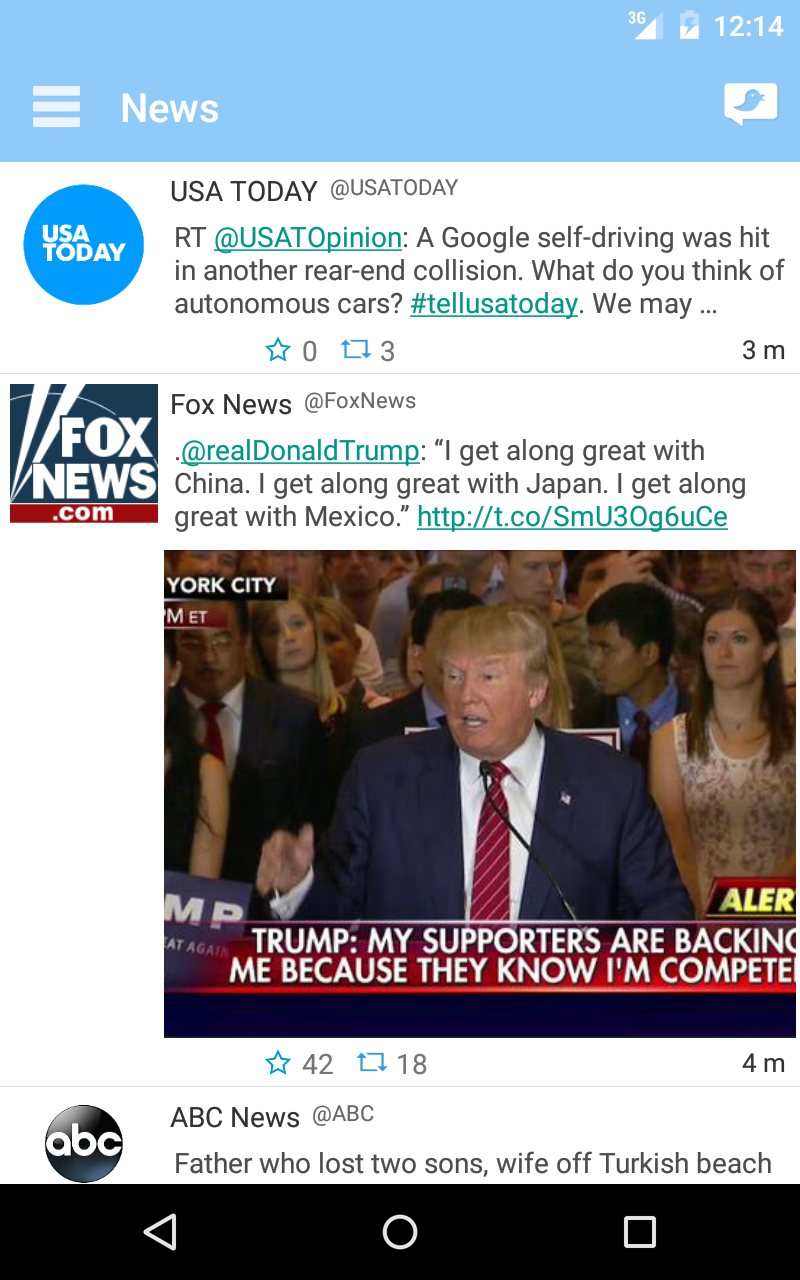 3G 12:14
News
USA TODAY @USATODAY
USA
TODAY
RT @USATOpinion: A Google self-driving was hit
in another rear-end collision. What do you think of
autonomous cars? #tellusatoday. We may …
0 3 3 m
Fox News @FoxNews
FOX
NEWS
.com
.@realDonaldTrump: “I get along great with
China. I get along great with Japan. I get along
great with Mexico.” http://t.co/SmU3Og6uCe
YORK CITY
PM ET
MP
EAT AGAIN
ALER
TRUMP: MY SUPPORTERS ARE BACKING
ME BECAUSE THEY KNOW I'M COMPETE
42 18 4 m
ABC News @ABC
abc
Father who lost two sons, wife off Turkish beach